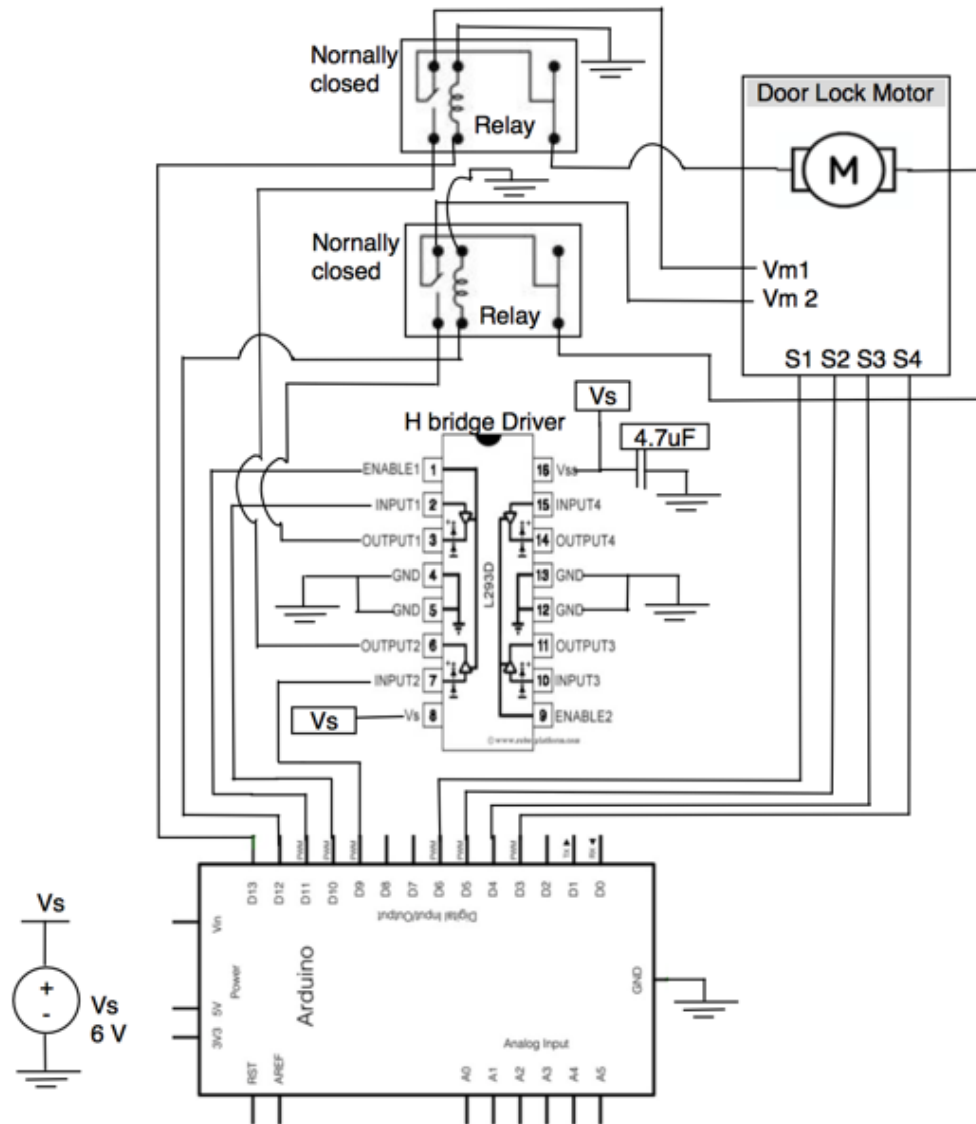 Nornally
closed
Relay
Door Lock Motor
M
Nornally
closed
Relay
Vm1
Vm 2
S1 S2 S3 S4
Vs
H bridge Driver
4.7uF
ENABLE1 1
16 Vss
INPUT1 2
15 INPUT4
OUTPUT1 3
14 OUTPUT4
GND 4
13 GND
L293D
GND 5
12 GND
OUTPUT2 6
11 OUTPUT3
INPUT2 7
10 INPUT3
Vs
Vs 8
9 ENABLE2
PWM PWM PWM PWM PWM PWM TX RX
D13 D12 D11 D10 D9 D8 D7 D6 D5 D4 D3 D2 D1 D0
Digital Input/Output
Vin
Power
Arduino
GND
5V
3V3
Analog Input
RST AREF A0 A1 A2 A3 A4 A5
Vs
+
-
Vs
6 V